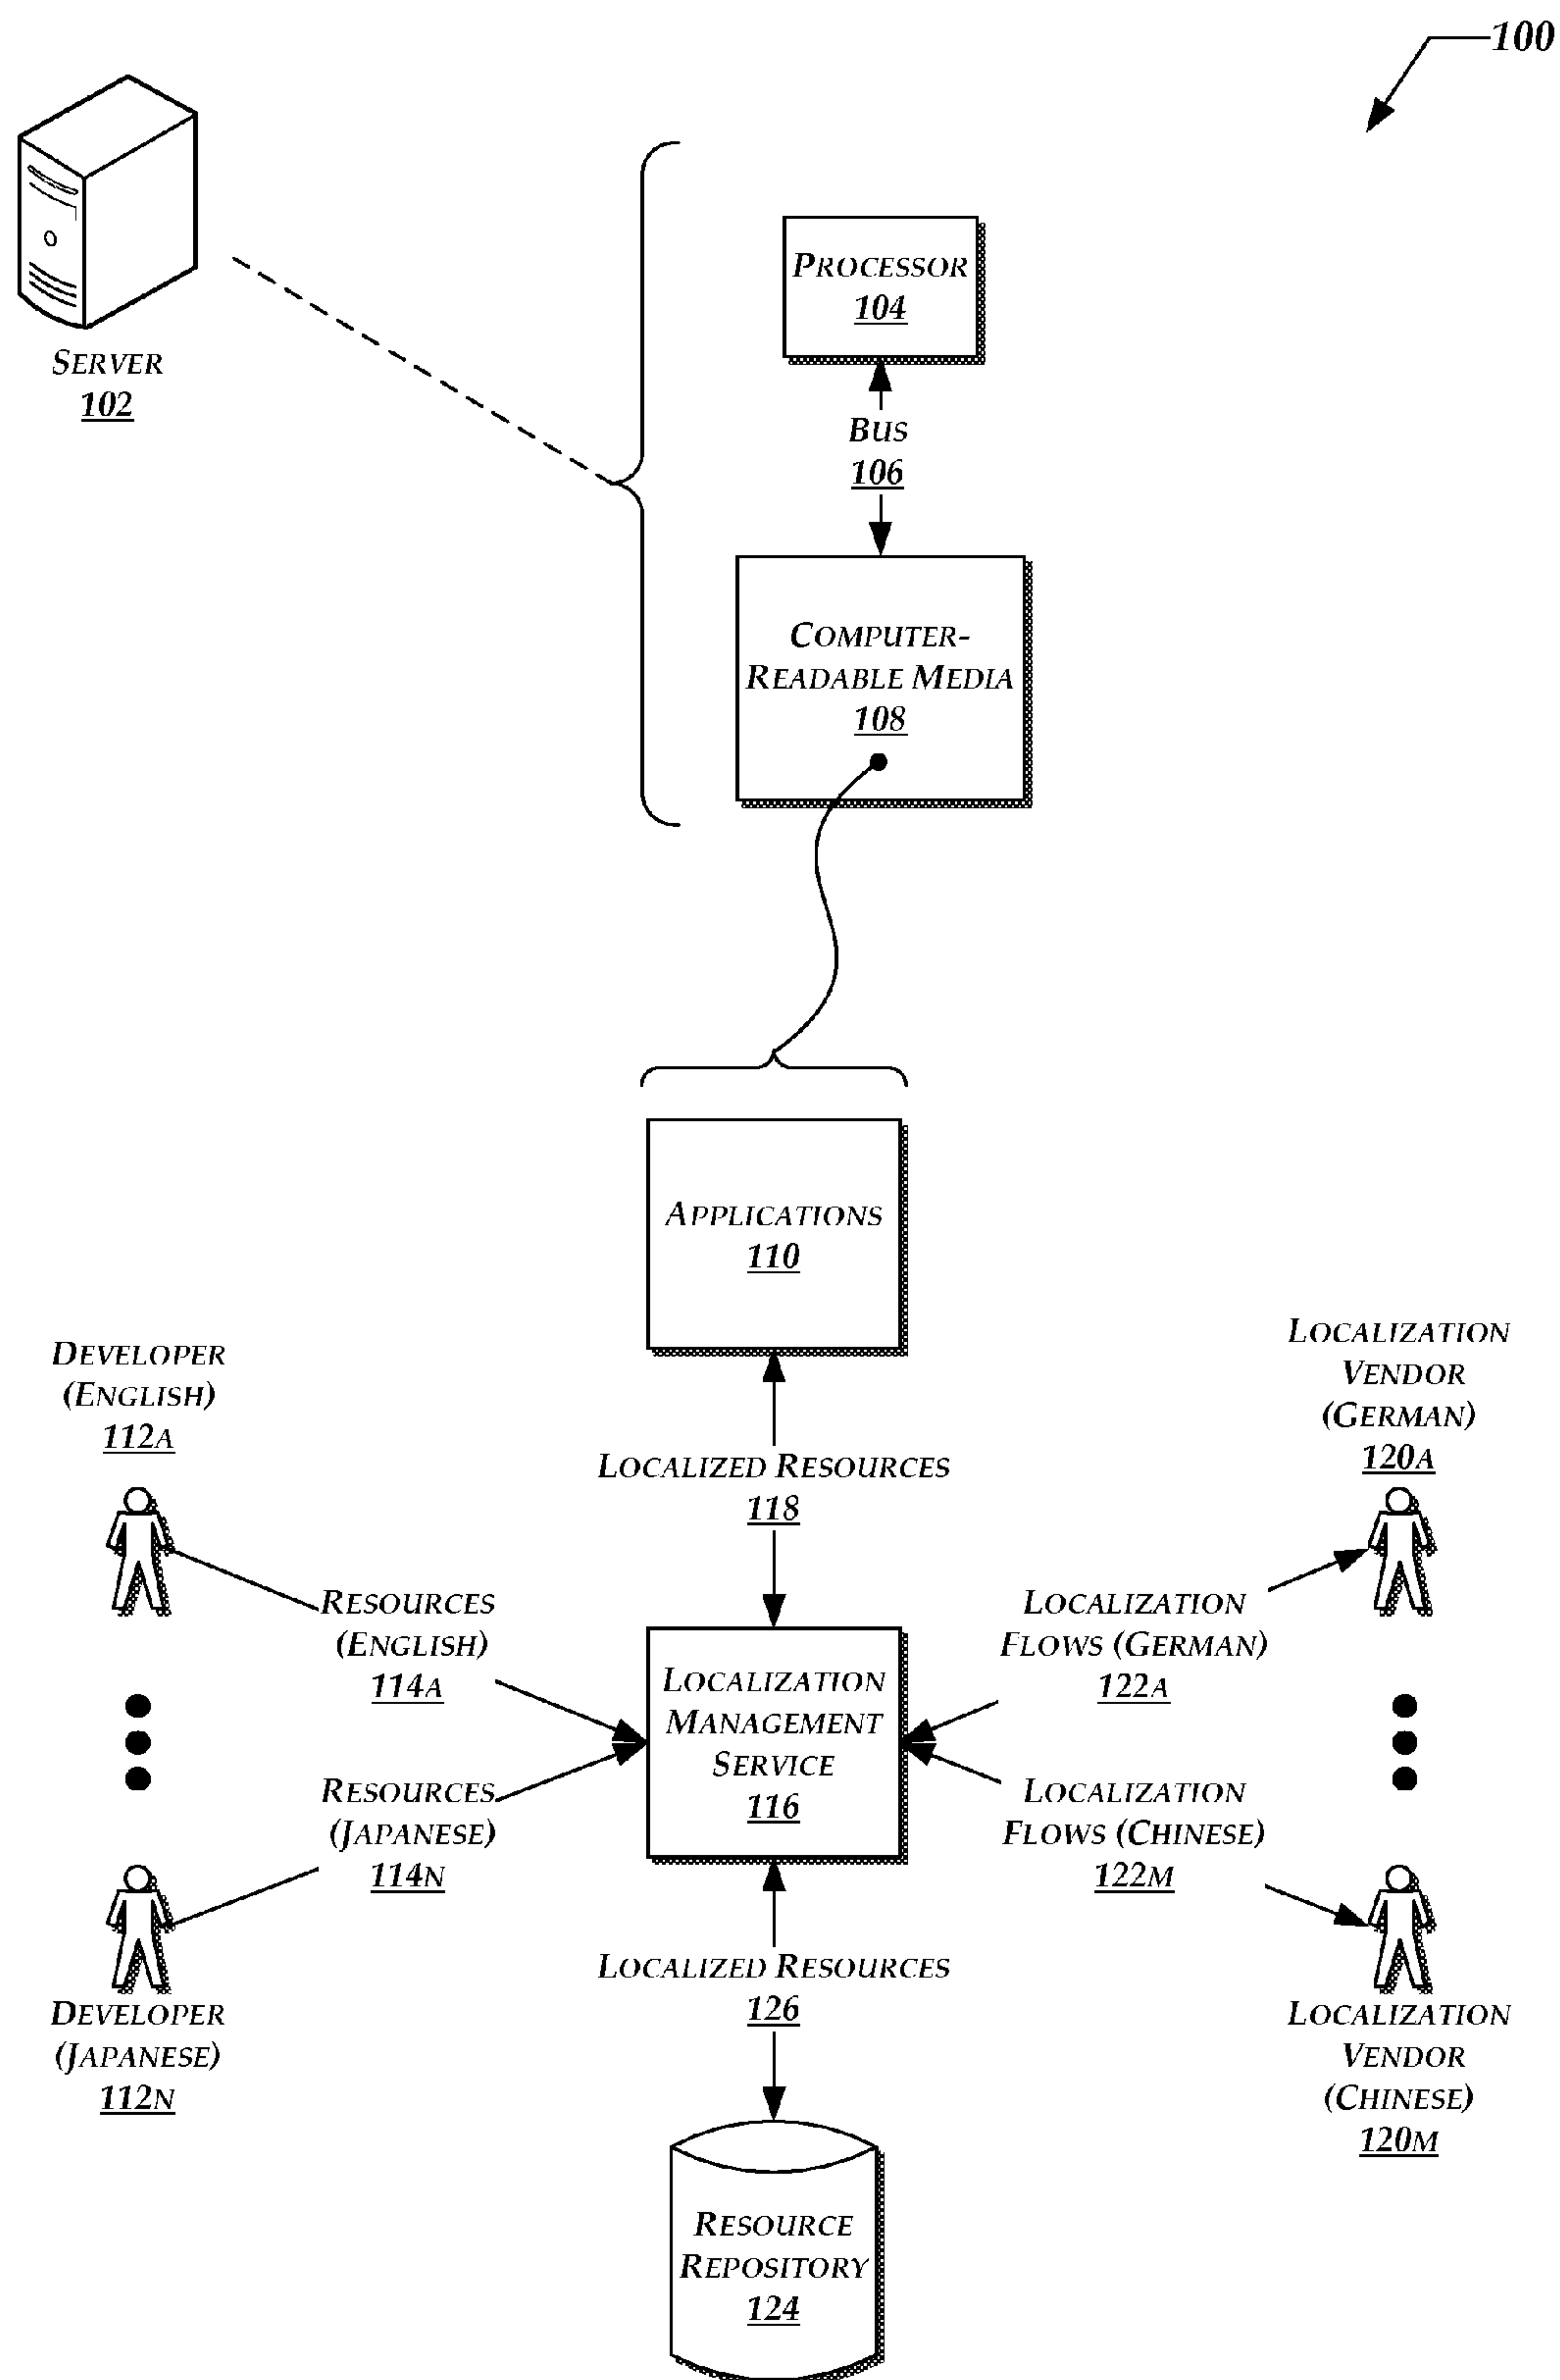 100
SERVER
102
PROCESSOR
104
BUS
106
COMPUTER-
READABLE MEDIA
108
APPLICATIONS
110
DEVELOPER
(ENGLISH)
112A
LOCALIZATION
VENDOR
(GERMAN)
120A
LOCALIZED RESOURCES
118
RESOURCES
(ENGLISH)
114A
LOCALIZATION
MANAGEMENT
SERVICE
116
LOCALIZATION
FLOWS (GERMAN)
122A
RESOURCES
(JAPANESE)
114N
LOCALIZATION
FLOWS (CHINESE)
122M
DEVELOPER
(JAPANESE)
112N
LOCALIZED RESOURCES
126
LOCALIZATION
VENDOR
(CHINESE)
120M
RESOURCE
REPOSITORY
124